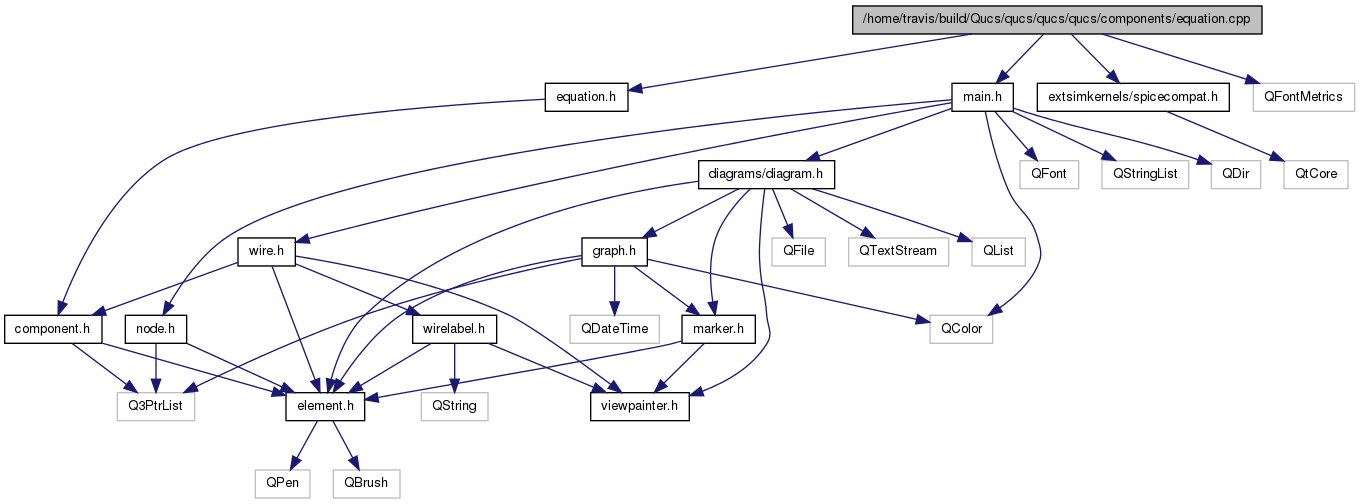 /home/travis/build/Qucs/qucs/qucs/qucs/components/equation.cpp
equation.h
main.h
extsimkernels/spicecompat.h
QFontMetrics
diagrams/diagram.h
QFont
QStringList
QDir
QtCore
wire.h
graph.h
QFile
QTextStream
QList
component.h
node.h
wirelabel.h
QDateTime
marker.h
QColor
Q3PtrList
element.h
QString
viewpainter.h
QPen
QBrush